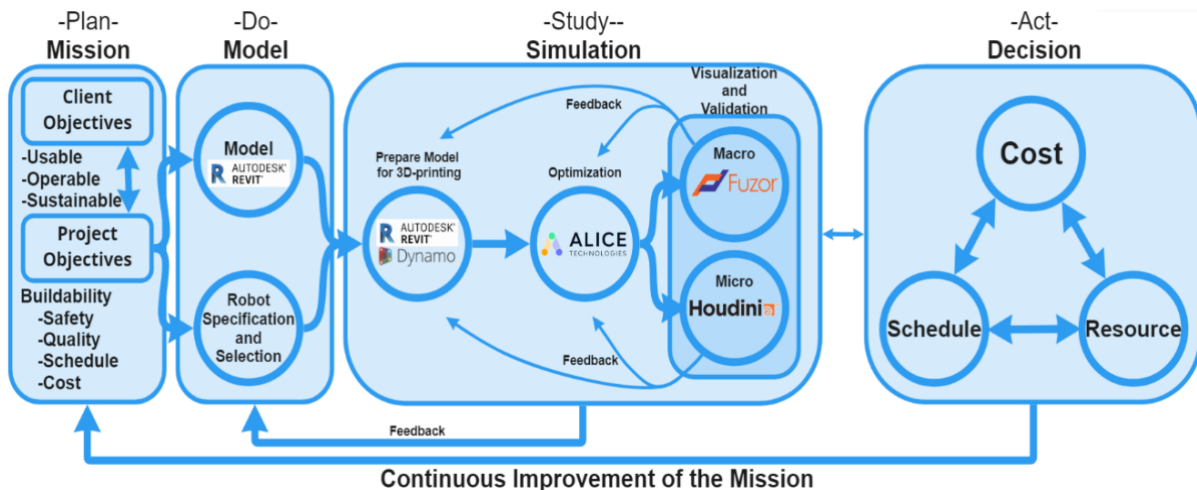 -Plan-
Mission
Client
Objectives
-Usable
-Operable
-Sustainable
Project
Objectives
Buildability
-Safety
-Quality
-Schedule
-Cost
-Do-
Model
Model
R AUTODESK® REVIT®
Robot
Specification
and
Selection
-Study--
Simulation
Feedback
Prepare Model
for 3D-printing
R AUTODESK® REVIT®
Dynamo
Optimization
ALICE
TECHNOLOGIES
Visualization
and
Validation
Macro
Fuzor
Micro
Houdini
Feedback
Feedback
-Act-
Decision
Cost
Schedule
Resource
Continuous Improvement of the Mission